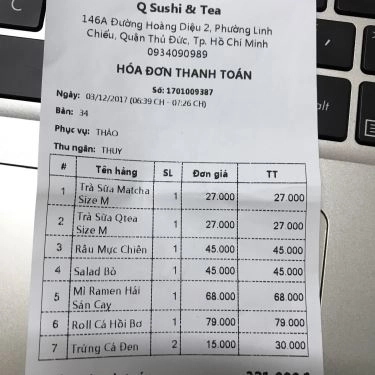 Q Sushi & Tea
146A Đường Hoàng Diệu 2, Phường Linh
Chiểu, Quận Thủ Đức, Tp. Hồ Chí Minh
0934090989
HÓA ĐƠN THANH TOÁN
Số: 1701009387
Ngày: 03/12/2017 (06:39 CH - 07:26 CH)
Bàn: 34
Phục vụ: THẢO
Thu ngân: THUY
# Tên hàng SL Đơn giá TT
1 Trà Sữa Matcha Size M 1 27.000 27.000
2 Trà Sữa Qtea Size M 1 27.000 27.000
3 Râu Mực Chiên 1 45.000 45.000
4 Salad Bò 1 45.000 45.000
5 Mì Ramen Hải Sản Cay 1 68.000 68.000
6 Roll Cá Hồi Bơ 1 79.000 79.000
7 Trứng Cá Đen 2 15.000 30.000
alt